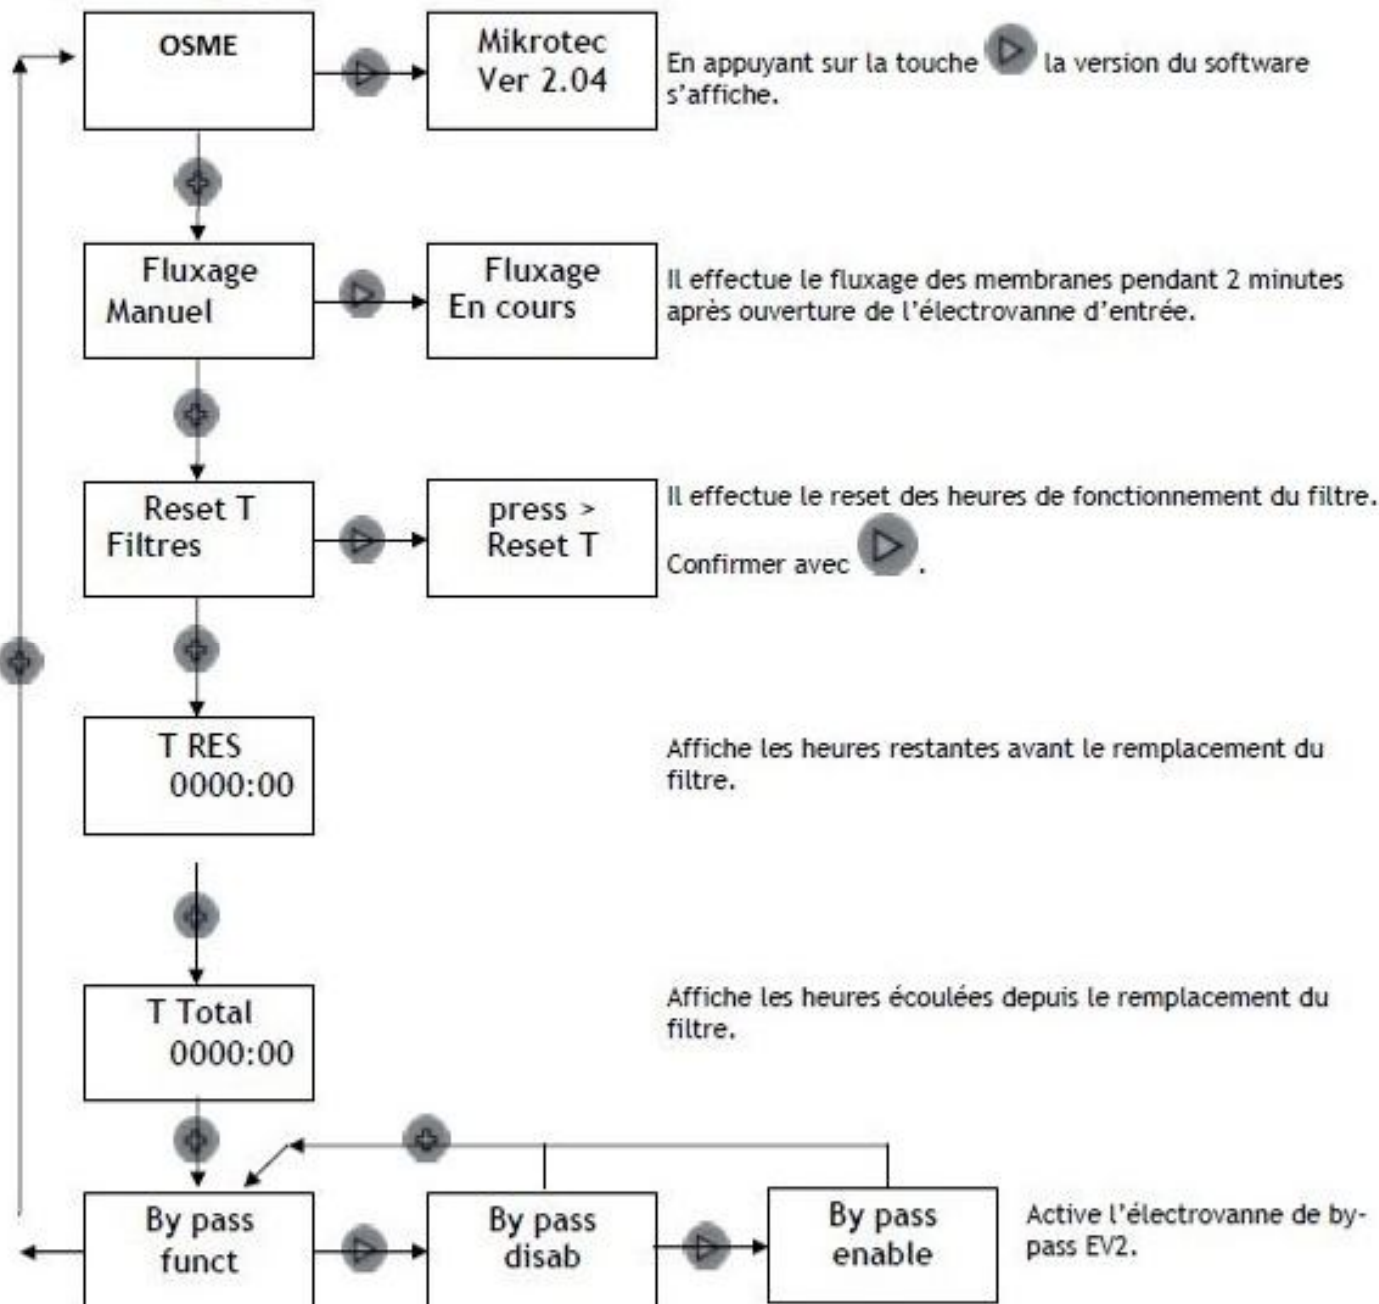 OSME
Mikrotec
Ver 2.04
En appuyant sur la touche la version du software
s'affiche.
Fluxage
Manuel
Fluxage
En cours
Il effectue le fluxage des membranes pendant 2 minutes
après ouverture de l'électrovanne d'entrée.
Reset T
Filtres
press >
Reset T
Il effectue le reset des heures de fonctionnement du filtre.
Confirmer avec .
T RES
0000:00
Affiche les heures restantes avant le remplacement du
filtre.
T Total
0000:00
Affiche les heures écoulées depuis le remplacement du
filtre.
By pass
funct
By pass
disab
By pass
enable
Active l'électrovanne de by-
pass EV2.